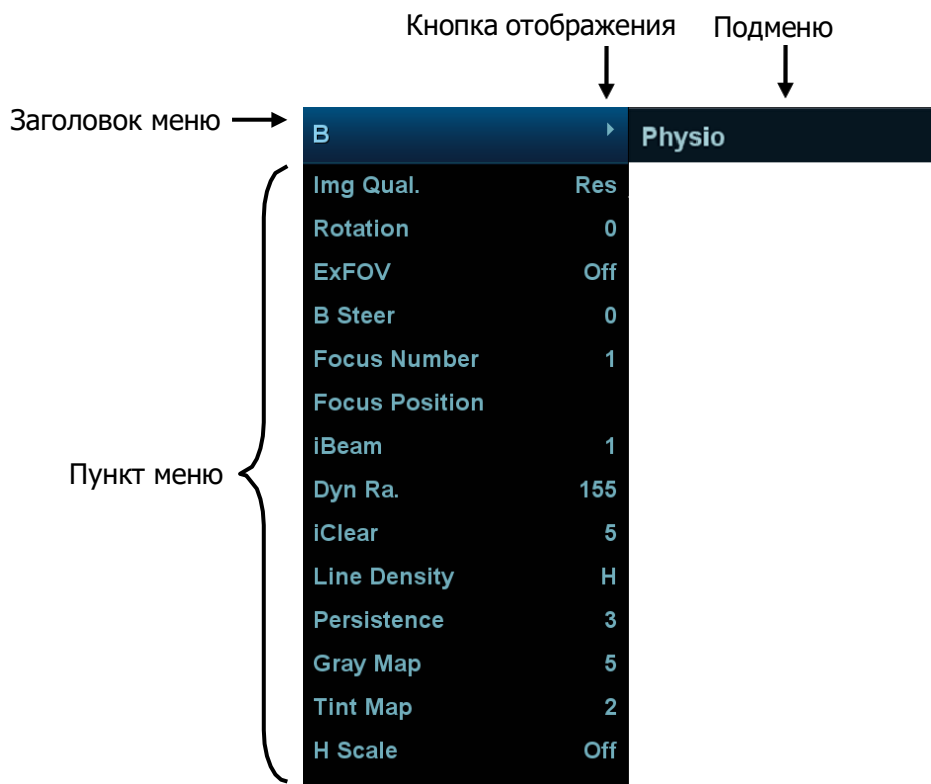 Кнопка отображения Подменю
Заголовок меню
B Physio
Img Qual. Res
Rotation 0
ExFOV Off
B Steer 0
Focus Number 1
Focus Position
iBeam 1
Пункт меню
Dyn Ra. 155
iClear 5
Line Density H
Persistence 3
Gray Map 5
Tint Map 2
H Scale Off